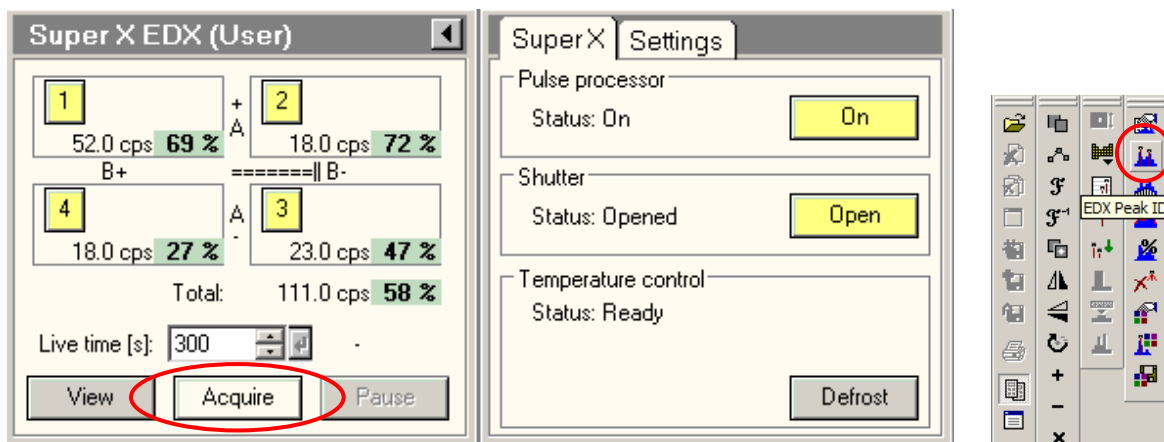 Super X EDX (User)
1
+
A
2
52.0 cps 69 %
18.0 cps 72 %
B+
=======|| B-
4
A
-
3
18.0 cps 27 %
23.0 cps 47 %
Total: 111.0 cps 58 %
Live time [s]: 300 -
View Acquire Pause
Super X Settings
Pulse processor
Status: On On
Shutter
Status: Opened Open
Temperature control
Status: Ready
Defrost
EDX Peak ID